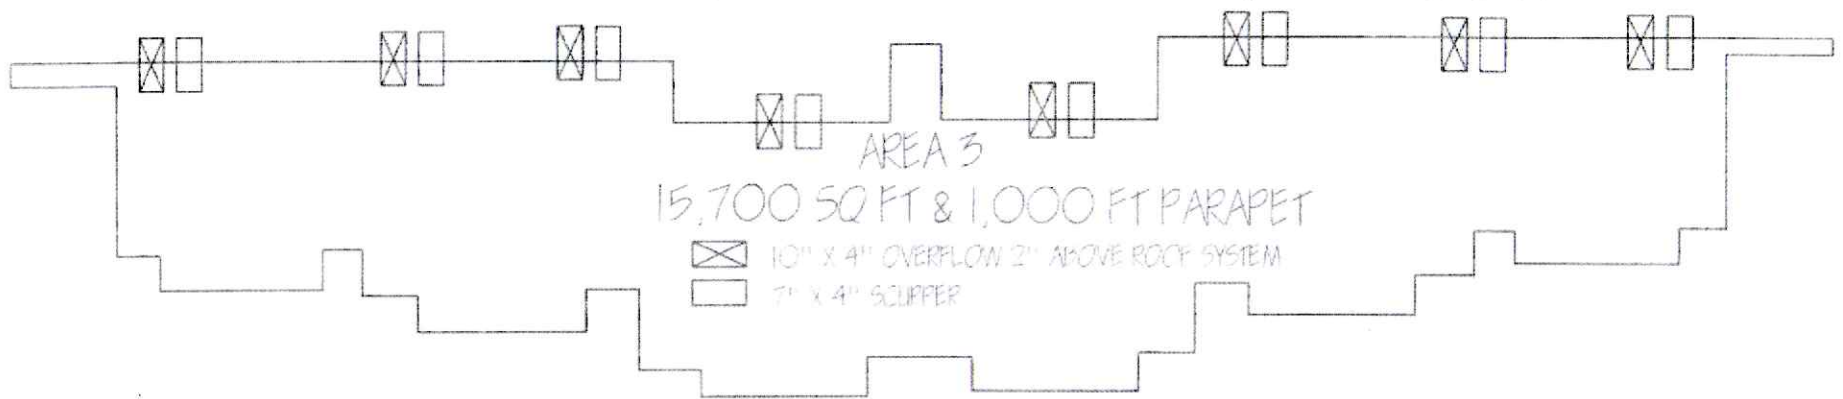 AREA 3
15,700 SQ FT & 1,000 FT PARAPET
10" X 4" OVERFLOW 2" ABOVE ROOF SYSTEM
7" X 4" SCUPPER